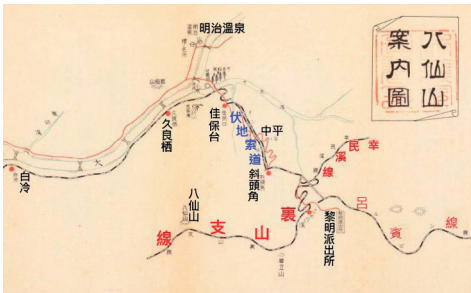 八仙山
案內圖
明治溫泉
佳保台
久良栖
伏地索道
中平
斜頭角
白冷
八仙山
幸民溪線
裏山支線
呂賓線
黎明派出所